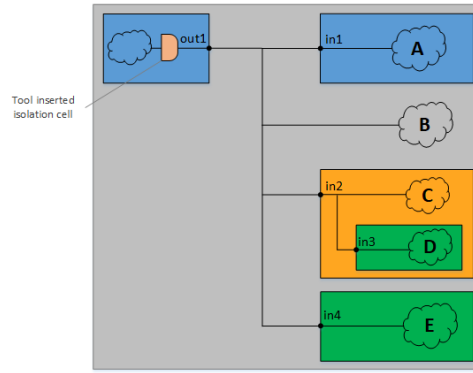 out1
in1
A
Tool inserted
isolation cell
B
in2
C
in3
D
in4
E